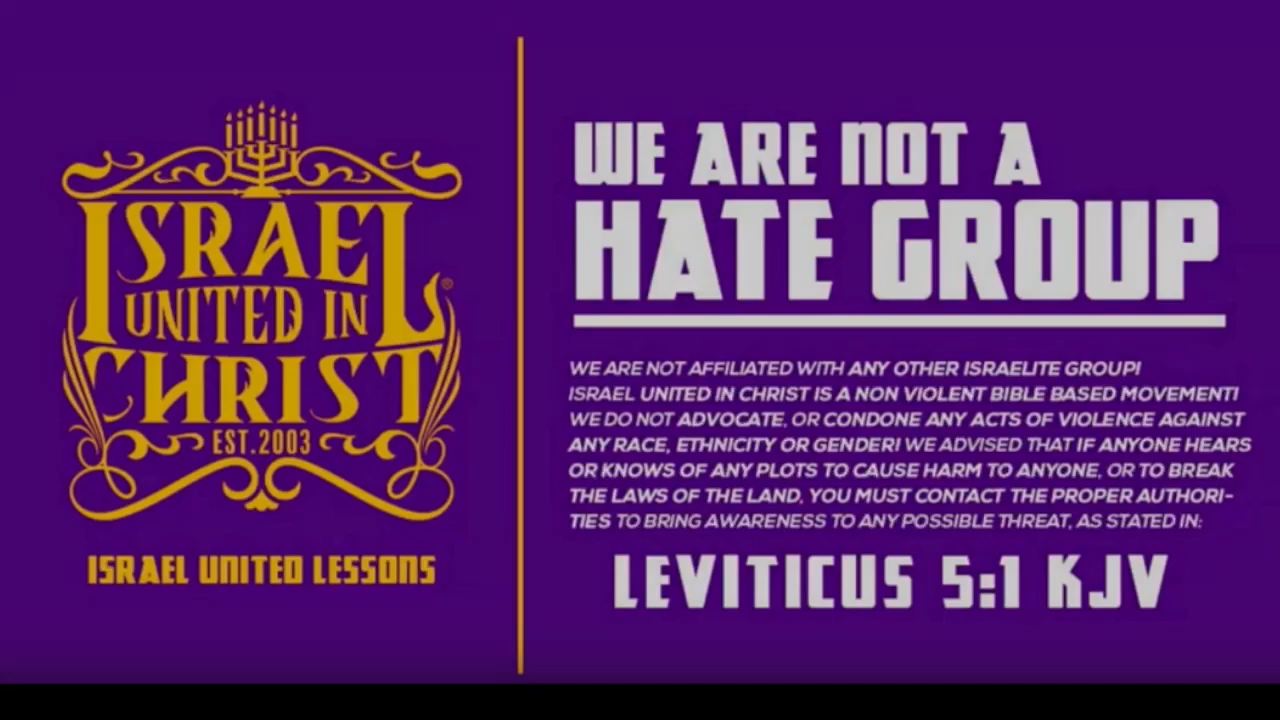 ISRAEL
UNITED IN
CHRIST
EST.2003
ISRAEL UNITED LESSONS
WE ARE NOT A
HATE GROUP
WE ARE NOT AFFILIATED WITH ANY OTHER ISRAELITE GROUP!
ISRAEL UNITED IN CHRIST IS A NON VIOLENT BIBLE BASED MOVEMENT!
WE DO NOT ADVOCATE, OR CONDONE ANY ACTS OF VIOLENCE AGAINST
ANY RACE, ETHNICITY OR GENDER! WE ADVISED THAT IF ANYONE HEARS
OR KNOWS OF ANY PLOTS TO CAUSE HARM TO ANYONE, OR TO BREAK
THE LAWS OF THE LAND, YOU MUST CONTACT THE PROPER AUTHORI-
TIES TO BRING AWARENESS TO ANY POSSIBLE THREAT, AS STATED IN:
LEVITICUS 5:1 KJV